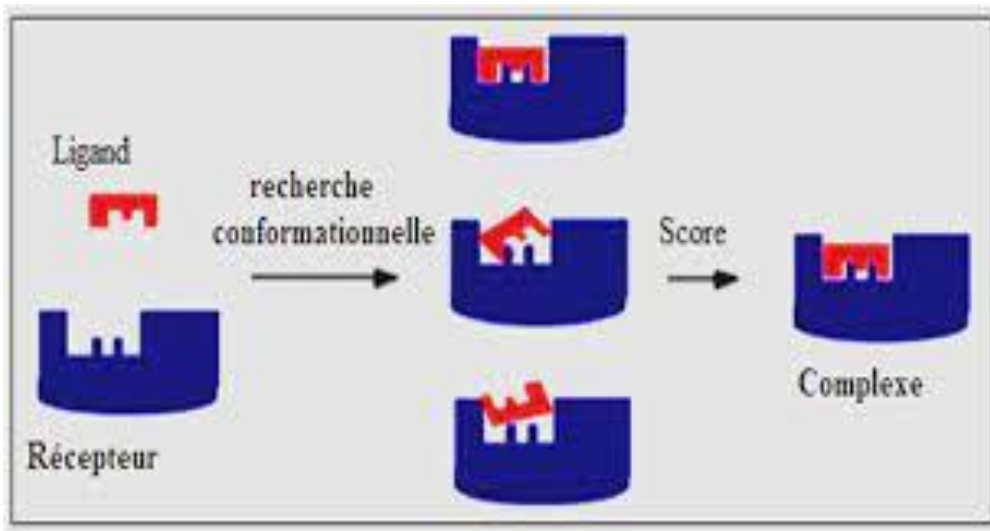 Ligand
Récepteur
recherche
conformationnelle
Score
Complexe